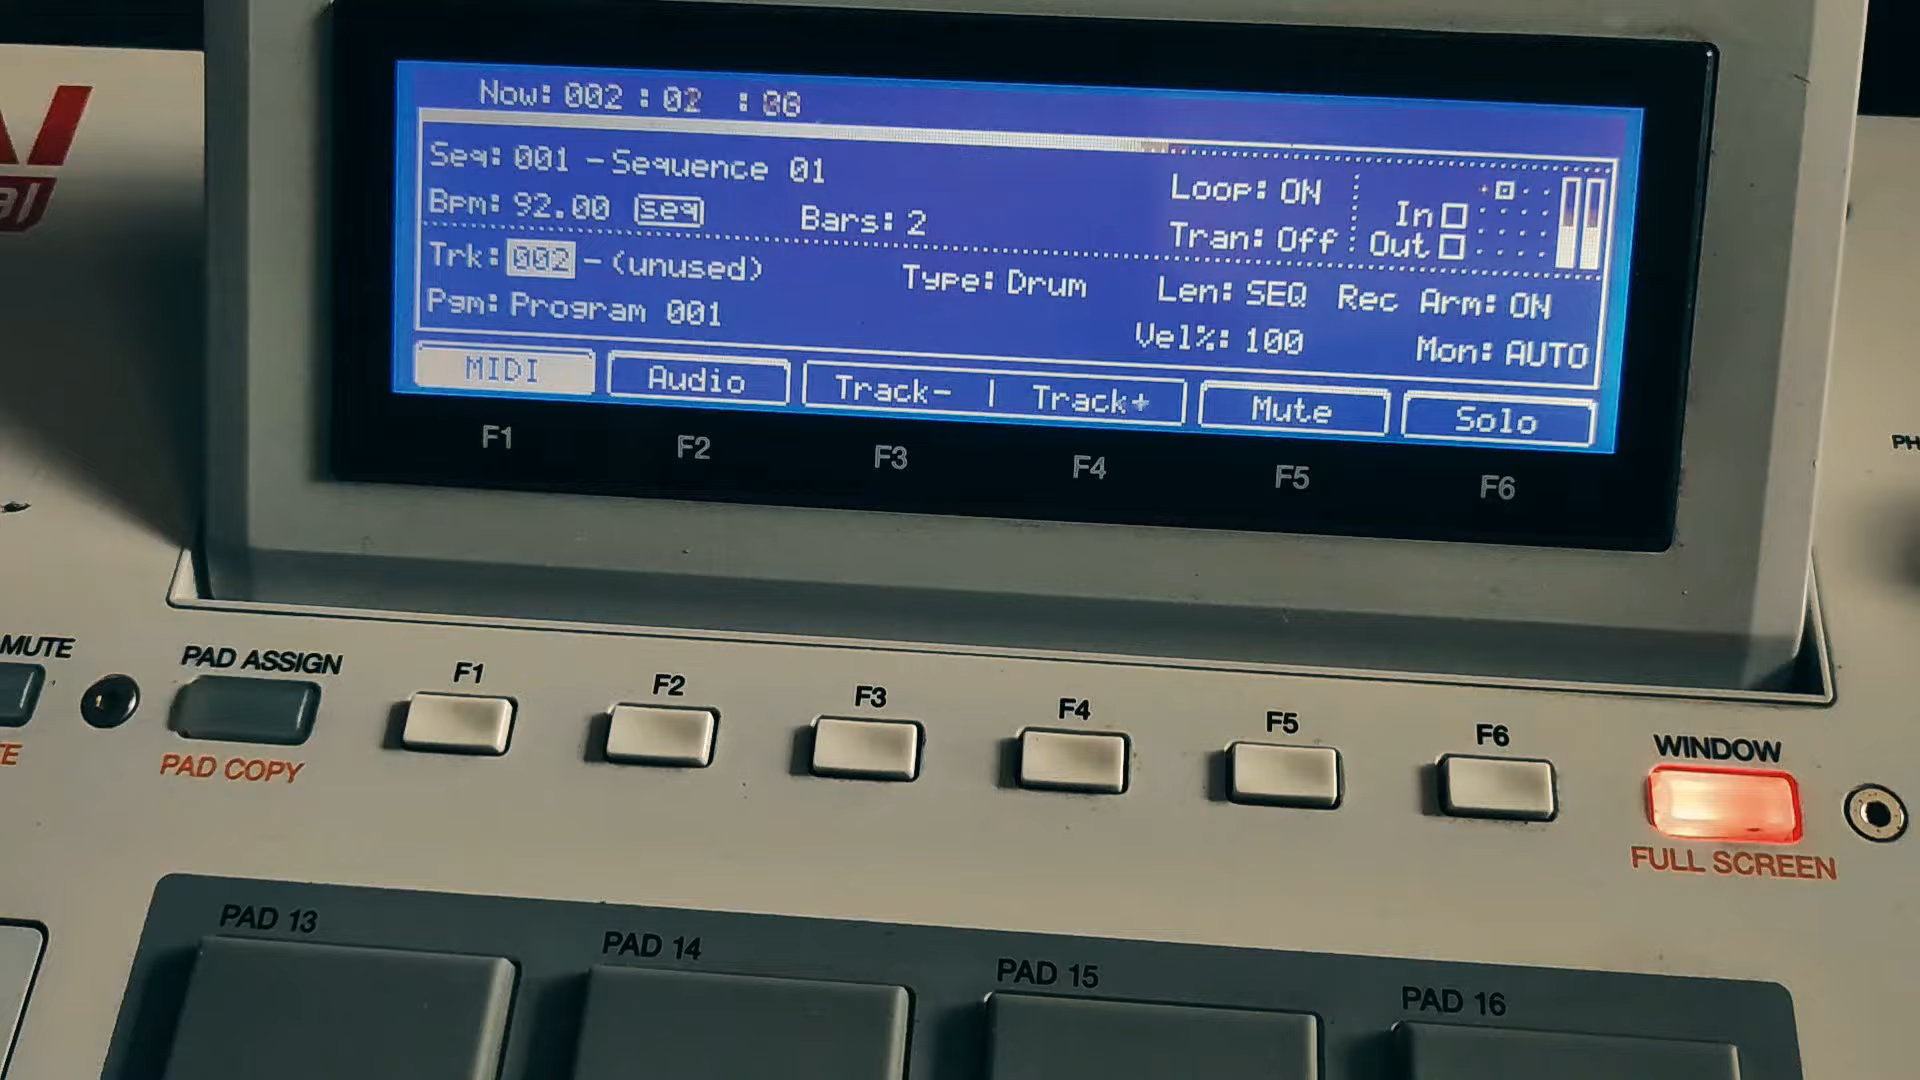 Now: 002 : 02 :
Seq: 001 - Sequence 01
Bpm: 92.00 seq Bars: 2
Loop: ON
Tran: Off
In
Out
Trk: 002 - (unused) Type: Drum Len: SEQ Rec Arm: ON
Pgm: Program 001 Vel%: 100 Mon: AUTO
MIDI Audio Track- | Track+ Mute Solo
F1 F2 F3 F4 F5 F6
MUTE PAD ASSIGN F1 F2 F3 F4 F5 F6 WINDOW
PAD COPY FULL SCREEN
PAD 13 PAD 14 PAD 15 PAD 16